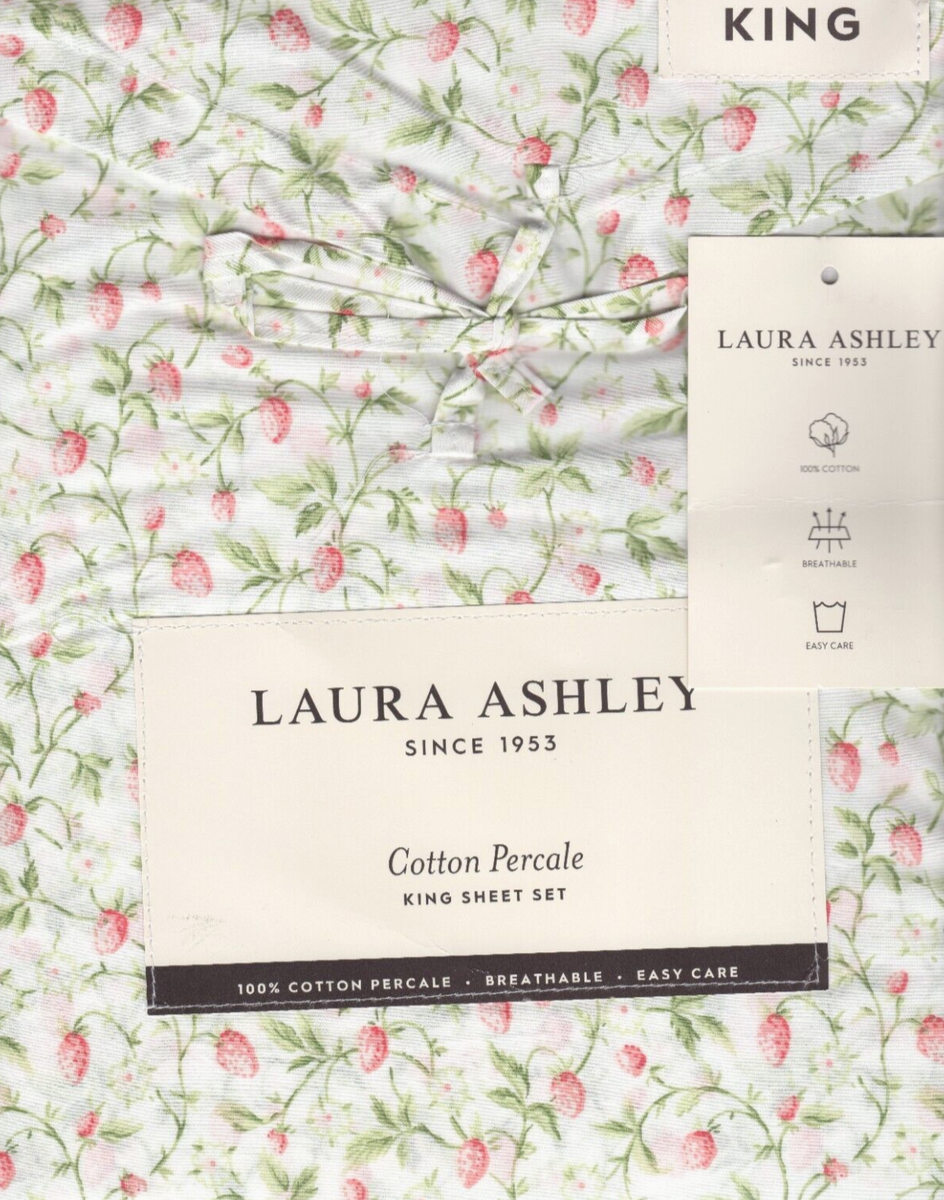 KING
LAURA ASHLEY
SINCE 1953
100% COTTON
BREATHABLE
EASY CARE
LAURA ASHLEY
SINCE 1953
Cotton Percale
KING SHEET SET
100% COTTON PERCALE • BREATHABLE • EASY CARE